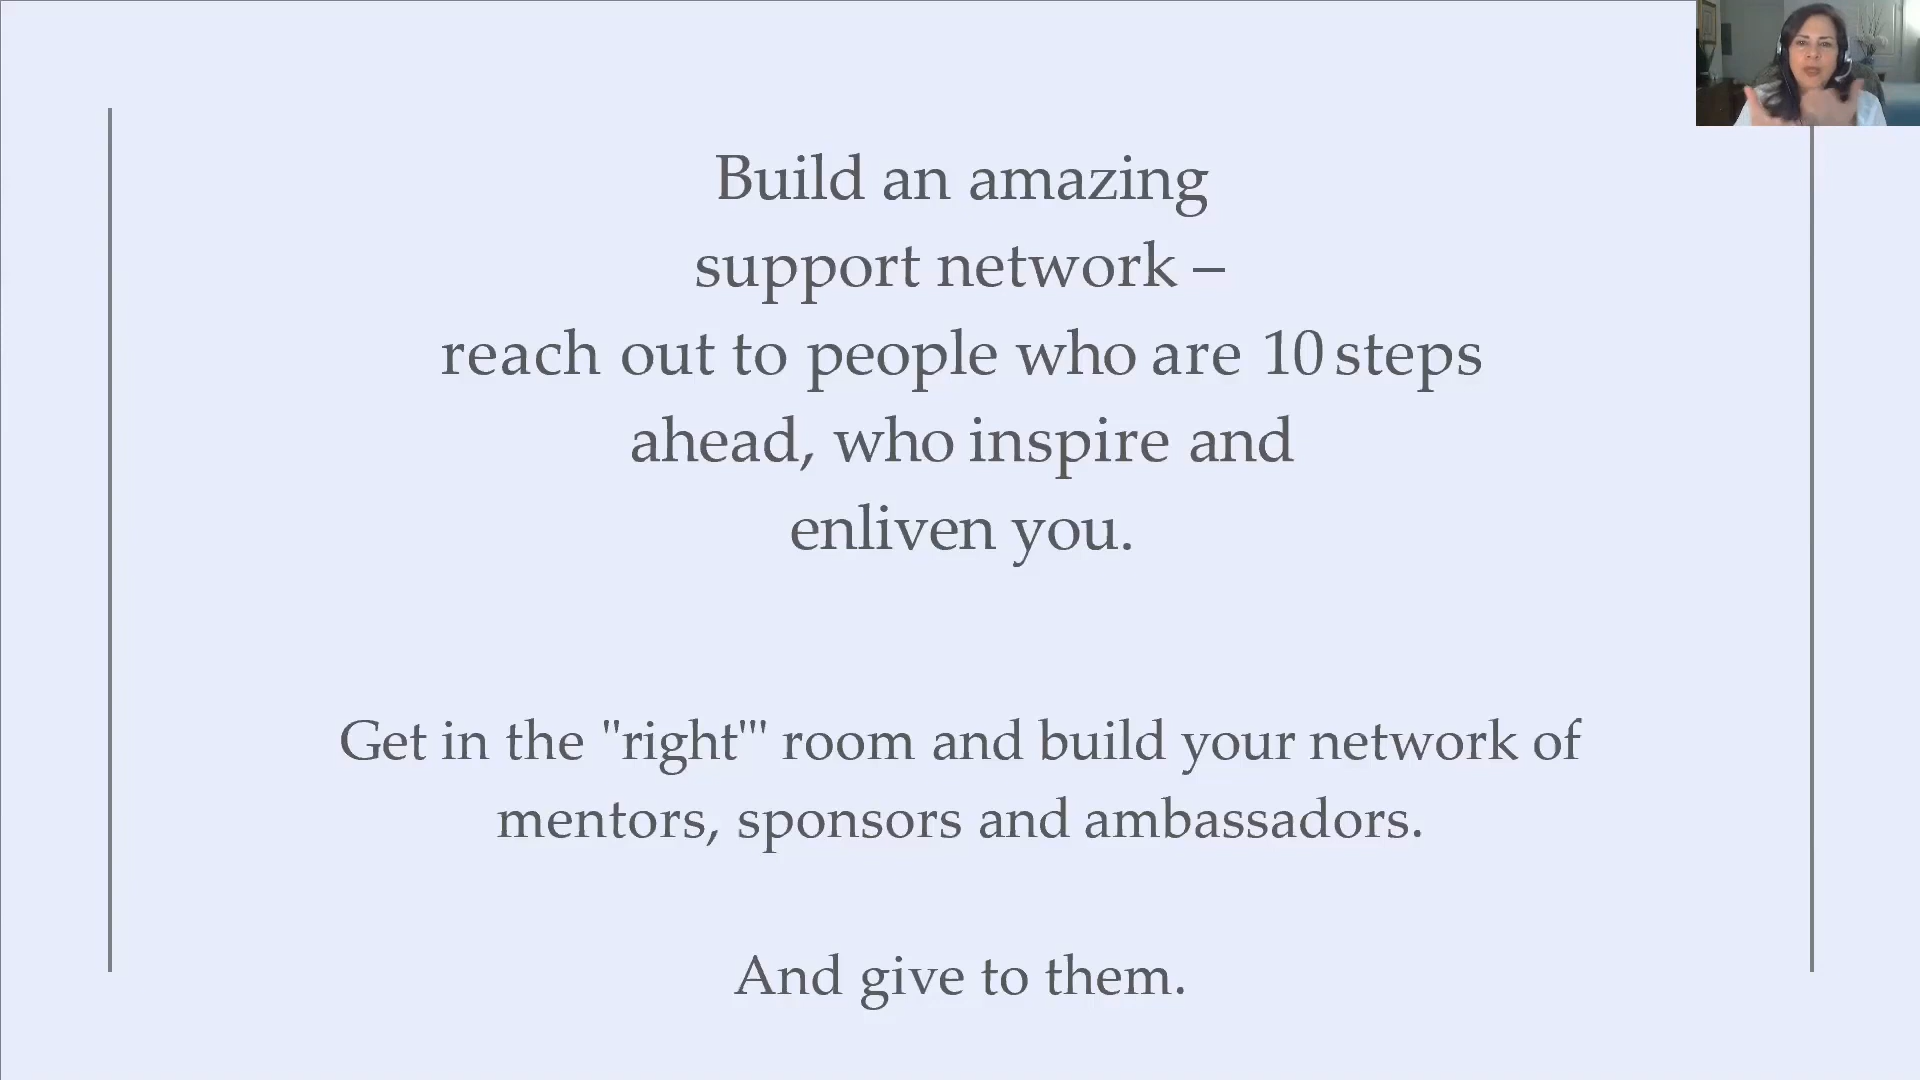 Build an amazing
support network –
reach out to people who are 10 steps
ahead, who inspire and
enliven you.
Get in the "right"' room and build your network of
mentors, sponsors and ambassadors.
And give to them.